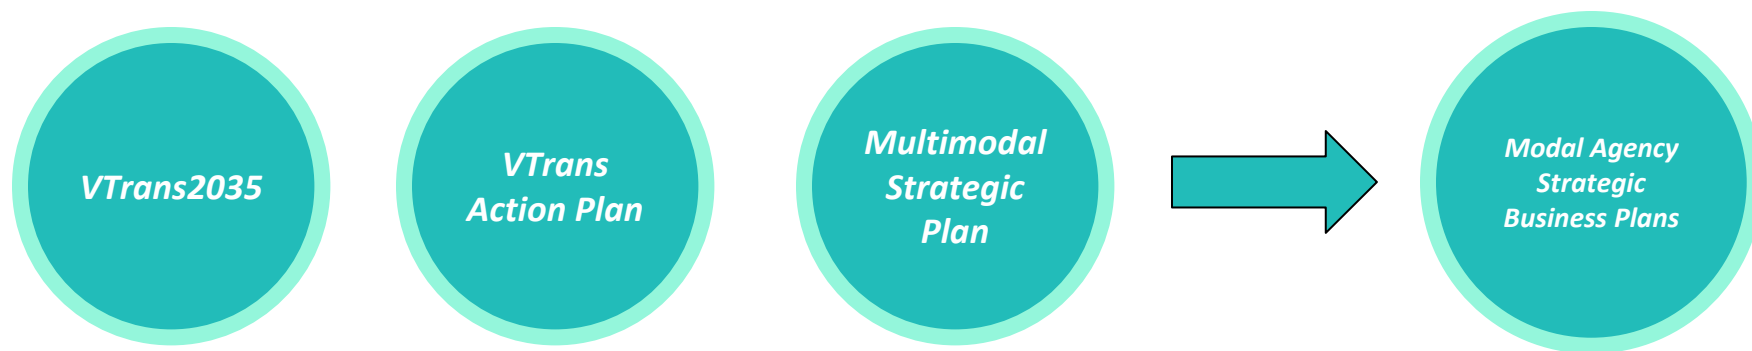 VTrans2035
VTrans
Action Plan
Multimodal
Strategic
Plan
Modal Agency
Strategic
Business Plans